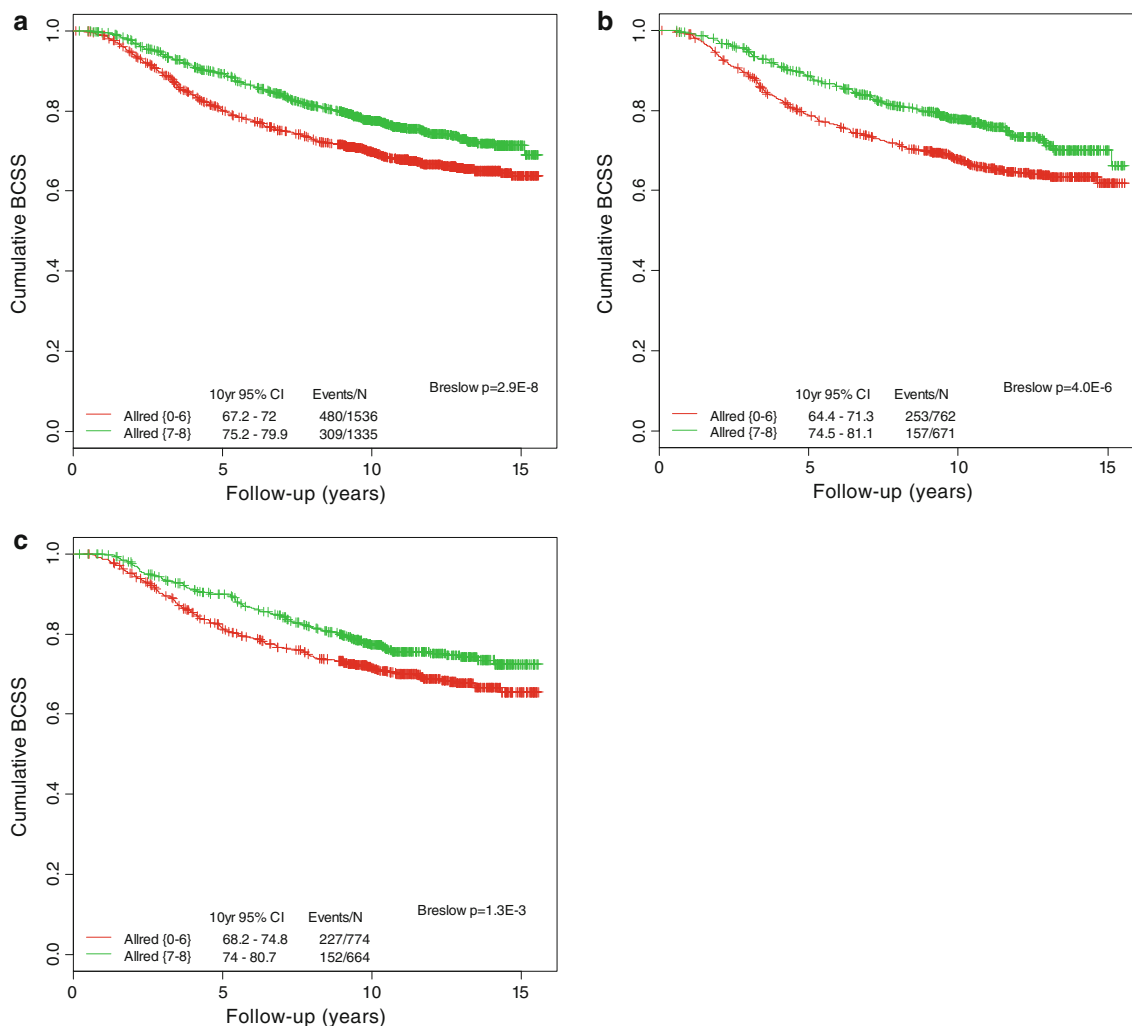 a
Cumulative BCSS
1.0
0.8
0.6
0.4
0.2
0.0
10yr 95% CI Events/N
Breslow p=2.9E-8
Allred {0-6} 67.2 - 72 480/1536
Allred {7-8} 75.2 - 79.9 309/1335
0 5 10 15
Follow-up (years)
b
Cumulative BCSS
1.0
0.8
0.6
0.4
0.2
0.0
10yr 95% CI Events/N
Breslow p=4.0E-6
Allred {0-6} 64.4 - 71.3 253/762
Allred {7-8} 74.5 - 81.1 157/671
0 5 10 15
Follow-up (years)
c
Cumulative BCSS
1.0
0.8
0.6
0.4
0.2
0.0
10yr 95% CI Events/N
Breslow p=1.3E-3
Allred {0-6} 68.2 - 74.8 227/774
Allred {7-8} 74 - 80.7 152/664
0 5 10 15
Follow-up (years)